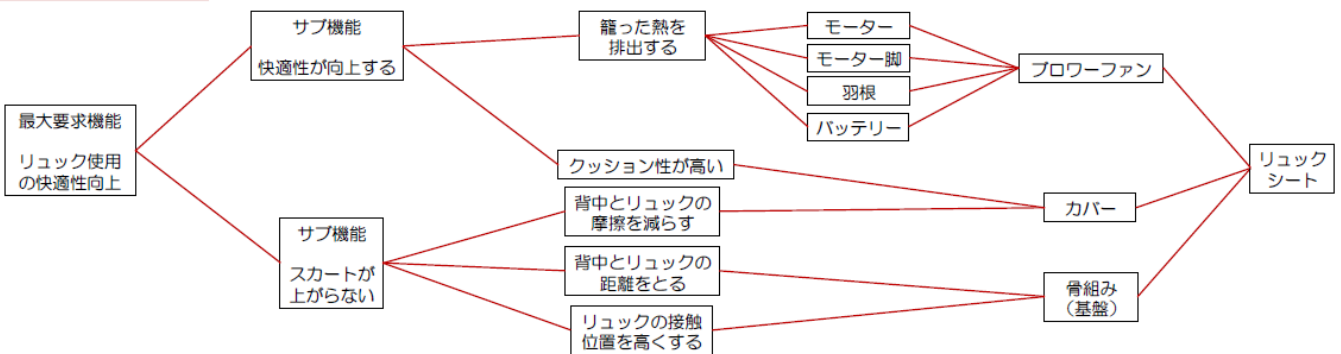 最大要求機能
リュック使用
の快適性向上
サブ機能
快適性が向上する
サブ機能
スカートが
上がらない
籠った熱を
排出する
クッション性が高い
背中とリュックの
摩擦を減らす
背中とリュックの
距離をとる
リュックの接触
位置を高くする
モーター
モーター脚
羽根
バッテリー
ブロワーファン
カバー
骨組み
（基盤）
リュック
シート